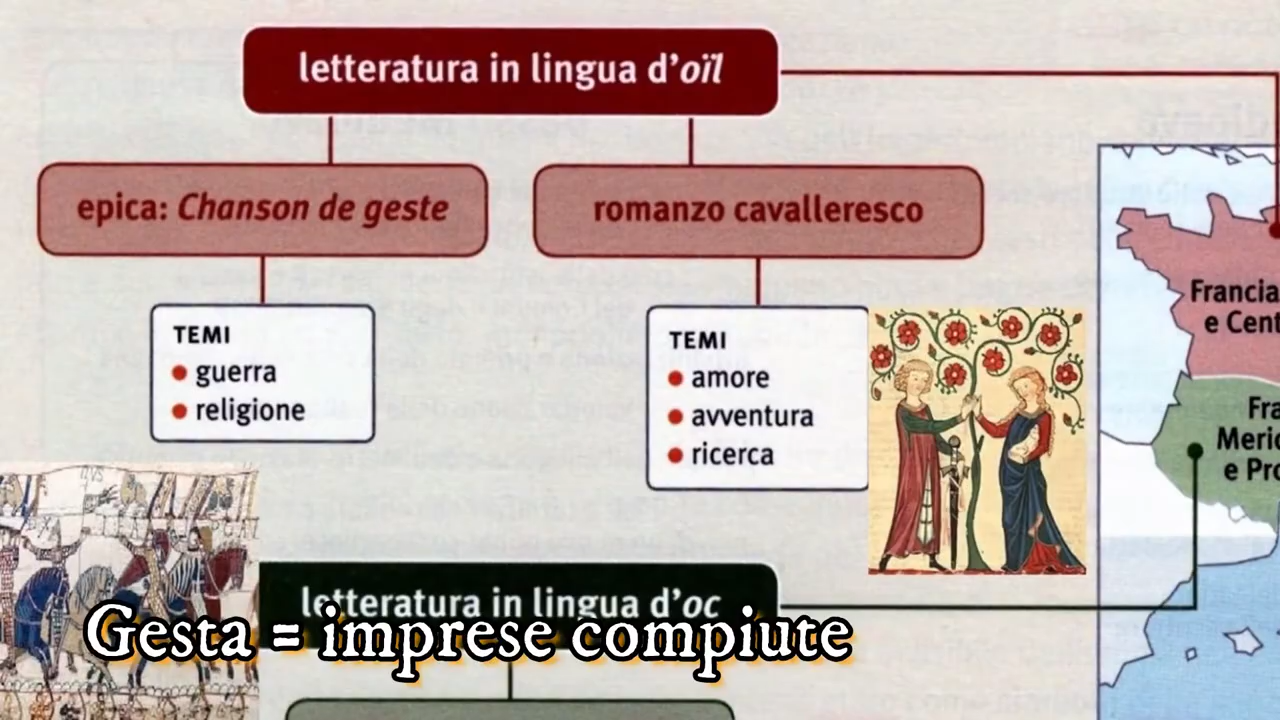 letteratura in lingua d'oïl
epica: Chanson de geste
romanzo cavalleresco
TEMI
• guerra
• religione
TEMI
• amore
• avventura
• ricerca
Francia
e Cent
Fra
Meric
e Pro
letteratura in lingua d'oc
Gesta = imprese compiute